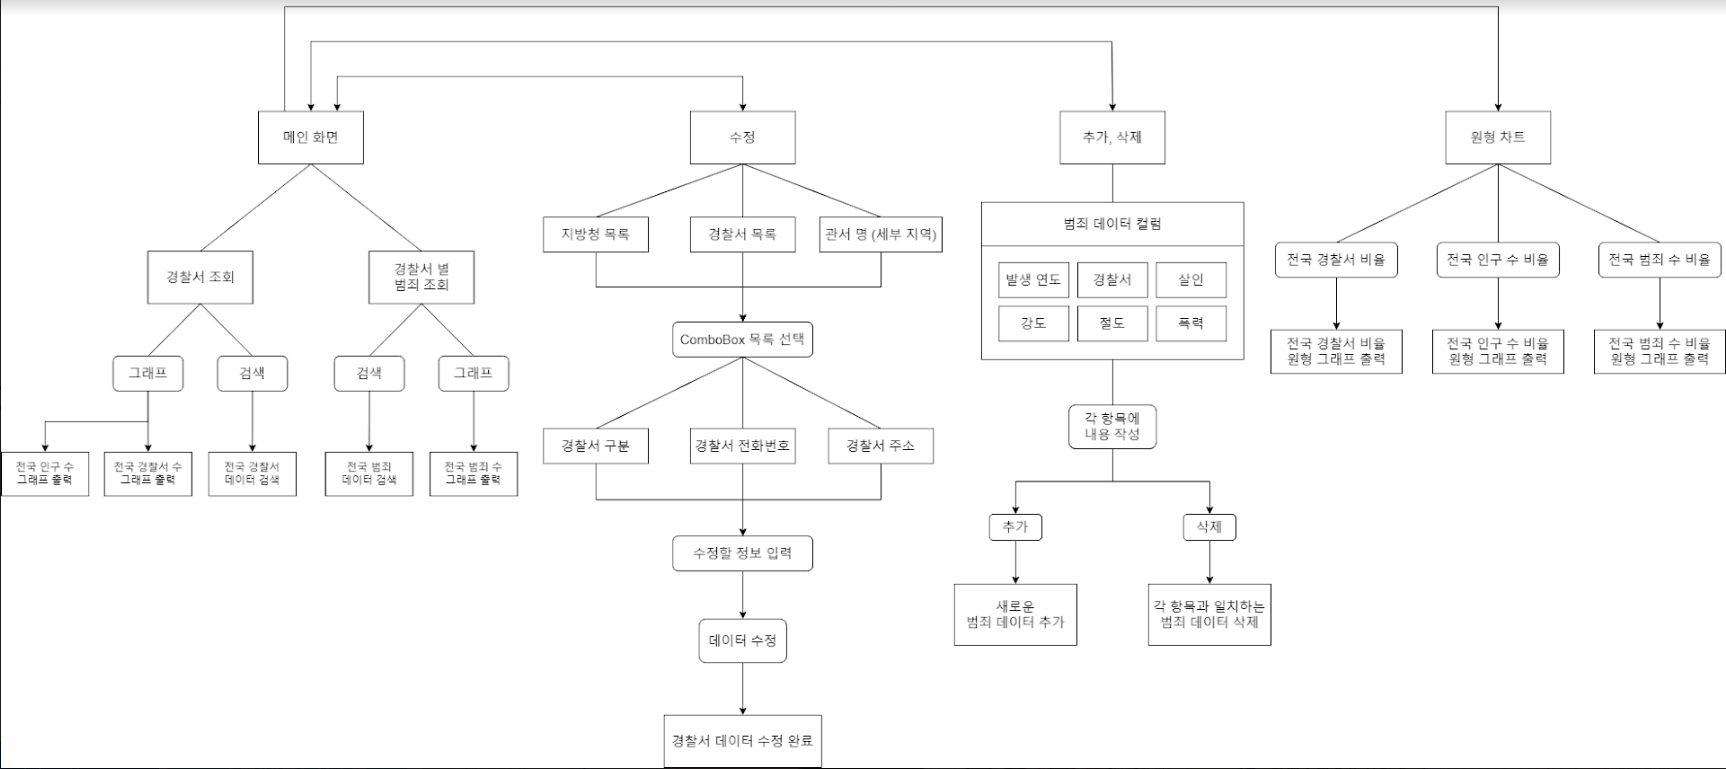 메인 화면
수정
추가, 삭제
원형 차트
지방청 목록
경찰서 목록
관서 명 (세부 지역)
범죄 데이터 컬럼
경찰서 조회
경찰서 별
범죄 조회
발생 연도
경찰서
살인
강도
절도
폭력
전국 경찰서 비율
전국 인구 수 비율
전국 범죄 수 비율
ComboBox 목록 선택
전국 경찰서 비율
원형 그래프 출력
전국 인구 수 비율
원형 그래프 출력
전국 범죄 수 비율
원형 그래프 출력
그래프
검색
검색
그래프
각 항목에
내용 작성
경찰서 구분
경찰서 전화번호
경찰서 주소
전국 인구 수
그래프 출력
전국 경찰서 수
그래프 출력
전국 경찰서
데이터 검색
전국 범죄
데이터 검색
전국 범죄 수
그래프 출력
추가
삭제
수정할 정보 입력
새로운
범죄 데이터 추가
각 항목과 일치하는
범죄 데이터 삭제
데이터 수정
경찰서 데이터 수정 완료